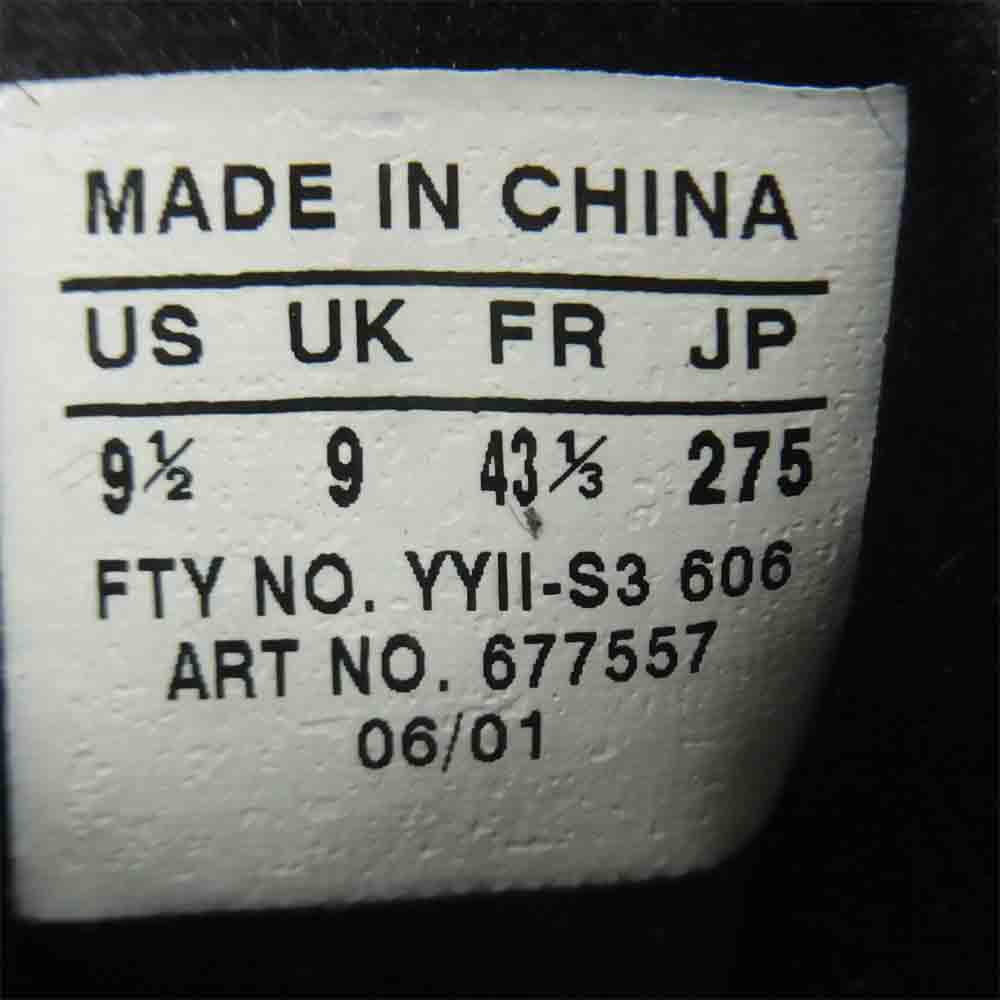 MADE IN CHINA
US UK FR JP
9½ 9 43⅓ 275
FTY NO. YYII-S3 606
ART NO. 677557
06/01